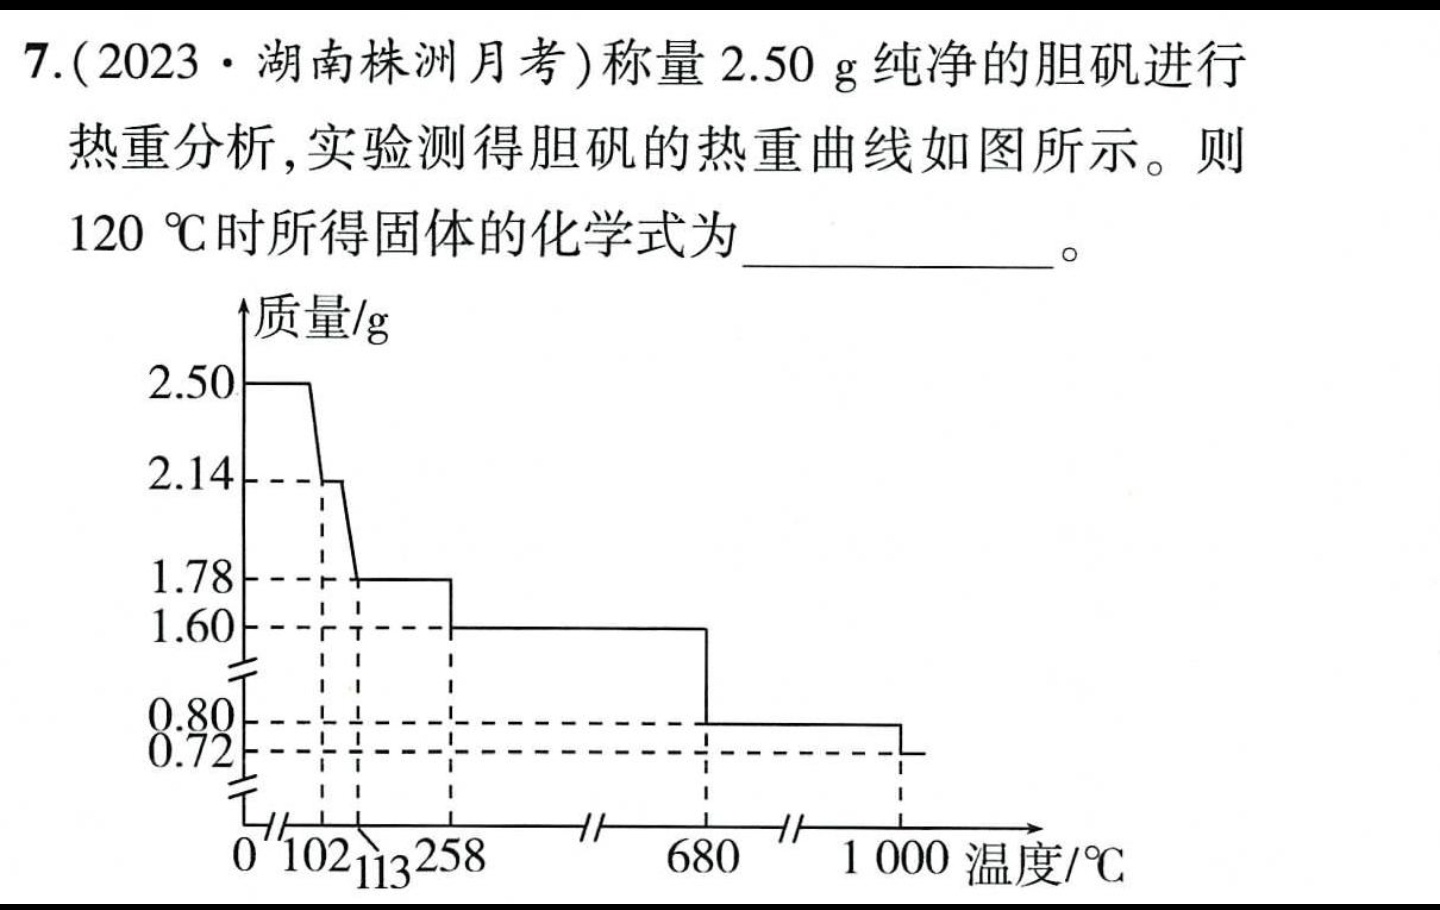 7.(2023·湖南株洲月考)称量 2.50 g 纯净的胆矾进行
热重分析,实验测得胆矾的热重曲线如图所示。则
120 ℃时所得固体的化学式为__________。
质量/g
2.50
2.14
1.78
1.60
0.80
0.72
0 102 113 258 680 1 000 温度/℃